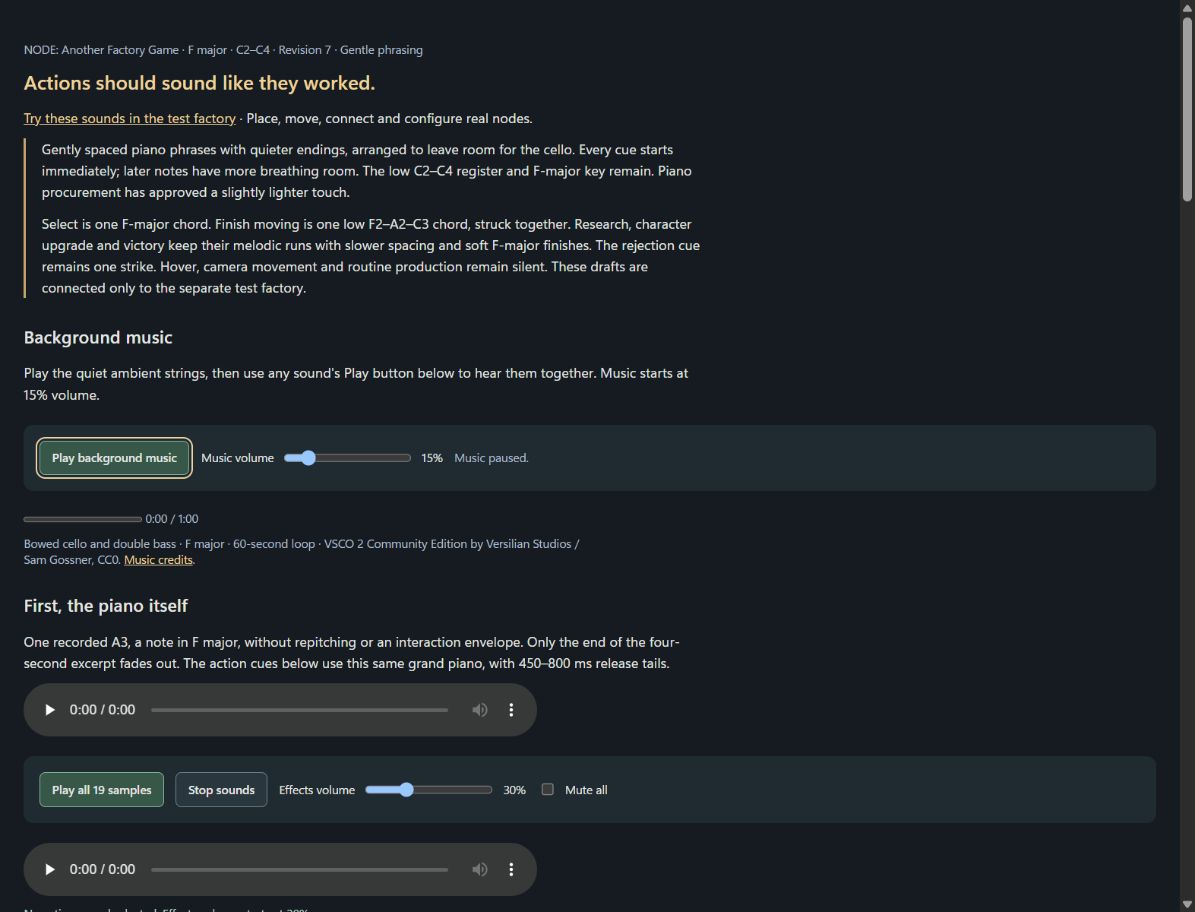 NODE: Another Factory Game · F major · C2–C4 · Revision 7 · Gentle phrasing
Actions should sound like they worked.
Try these sounds in the test factory · Place, move, connect and configure real nodes.
Gently spaced piano phrases with quieter endings, arranged to leave room for the cello. Every cue starts
immediately; later notes have more breathing room. The low C2–C4 register and F-major key remain. Piano
procurement has approved a slightly lighter touch.
Select is one F-major chord. Finish moving is one low F2–A2–C3 chord, struck together. Research, character
upgrade and victory keep their melodic runs with slower spacing and soft F-major finishes. The rejection cue
remains one strike. Hover, camera movement and routine production remain silent. These drafts are
connected only to the separate test factory.
Background music
Play the quiet ambient strings, then use any sound's Play button below to hear them together. Music starts at
15% volume.
Play background music Music volume 15% Music paused.
0:00 / 1:00
Bowed cello and double bass · F major · 60-second loop · VSCO 2 Community Edition by Versilian Studios /
Sam Gossner, CC0. Music credits.
First, the piano itself
One recorded A3, a note in F major, without repitching or an interaction envelope. Only the end of the four-
second excerpt fades out. The action cues below use this same grand piano, with 450–800 ms release tails.
0:00 / 0:00
Play all 19 samples Stop sounds Effects volume 30% Mute all
0:00 / 0:00